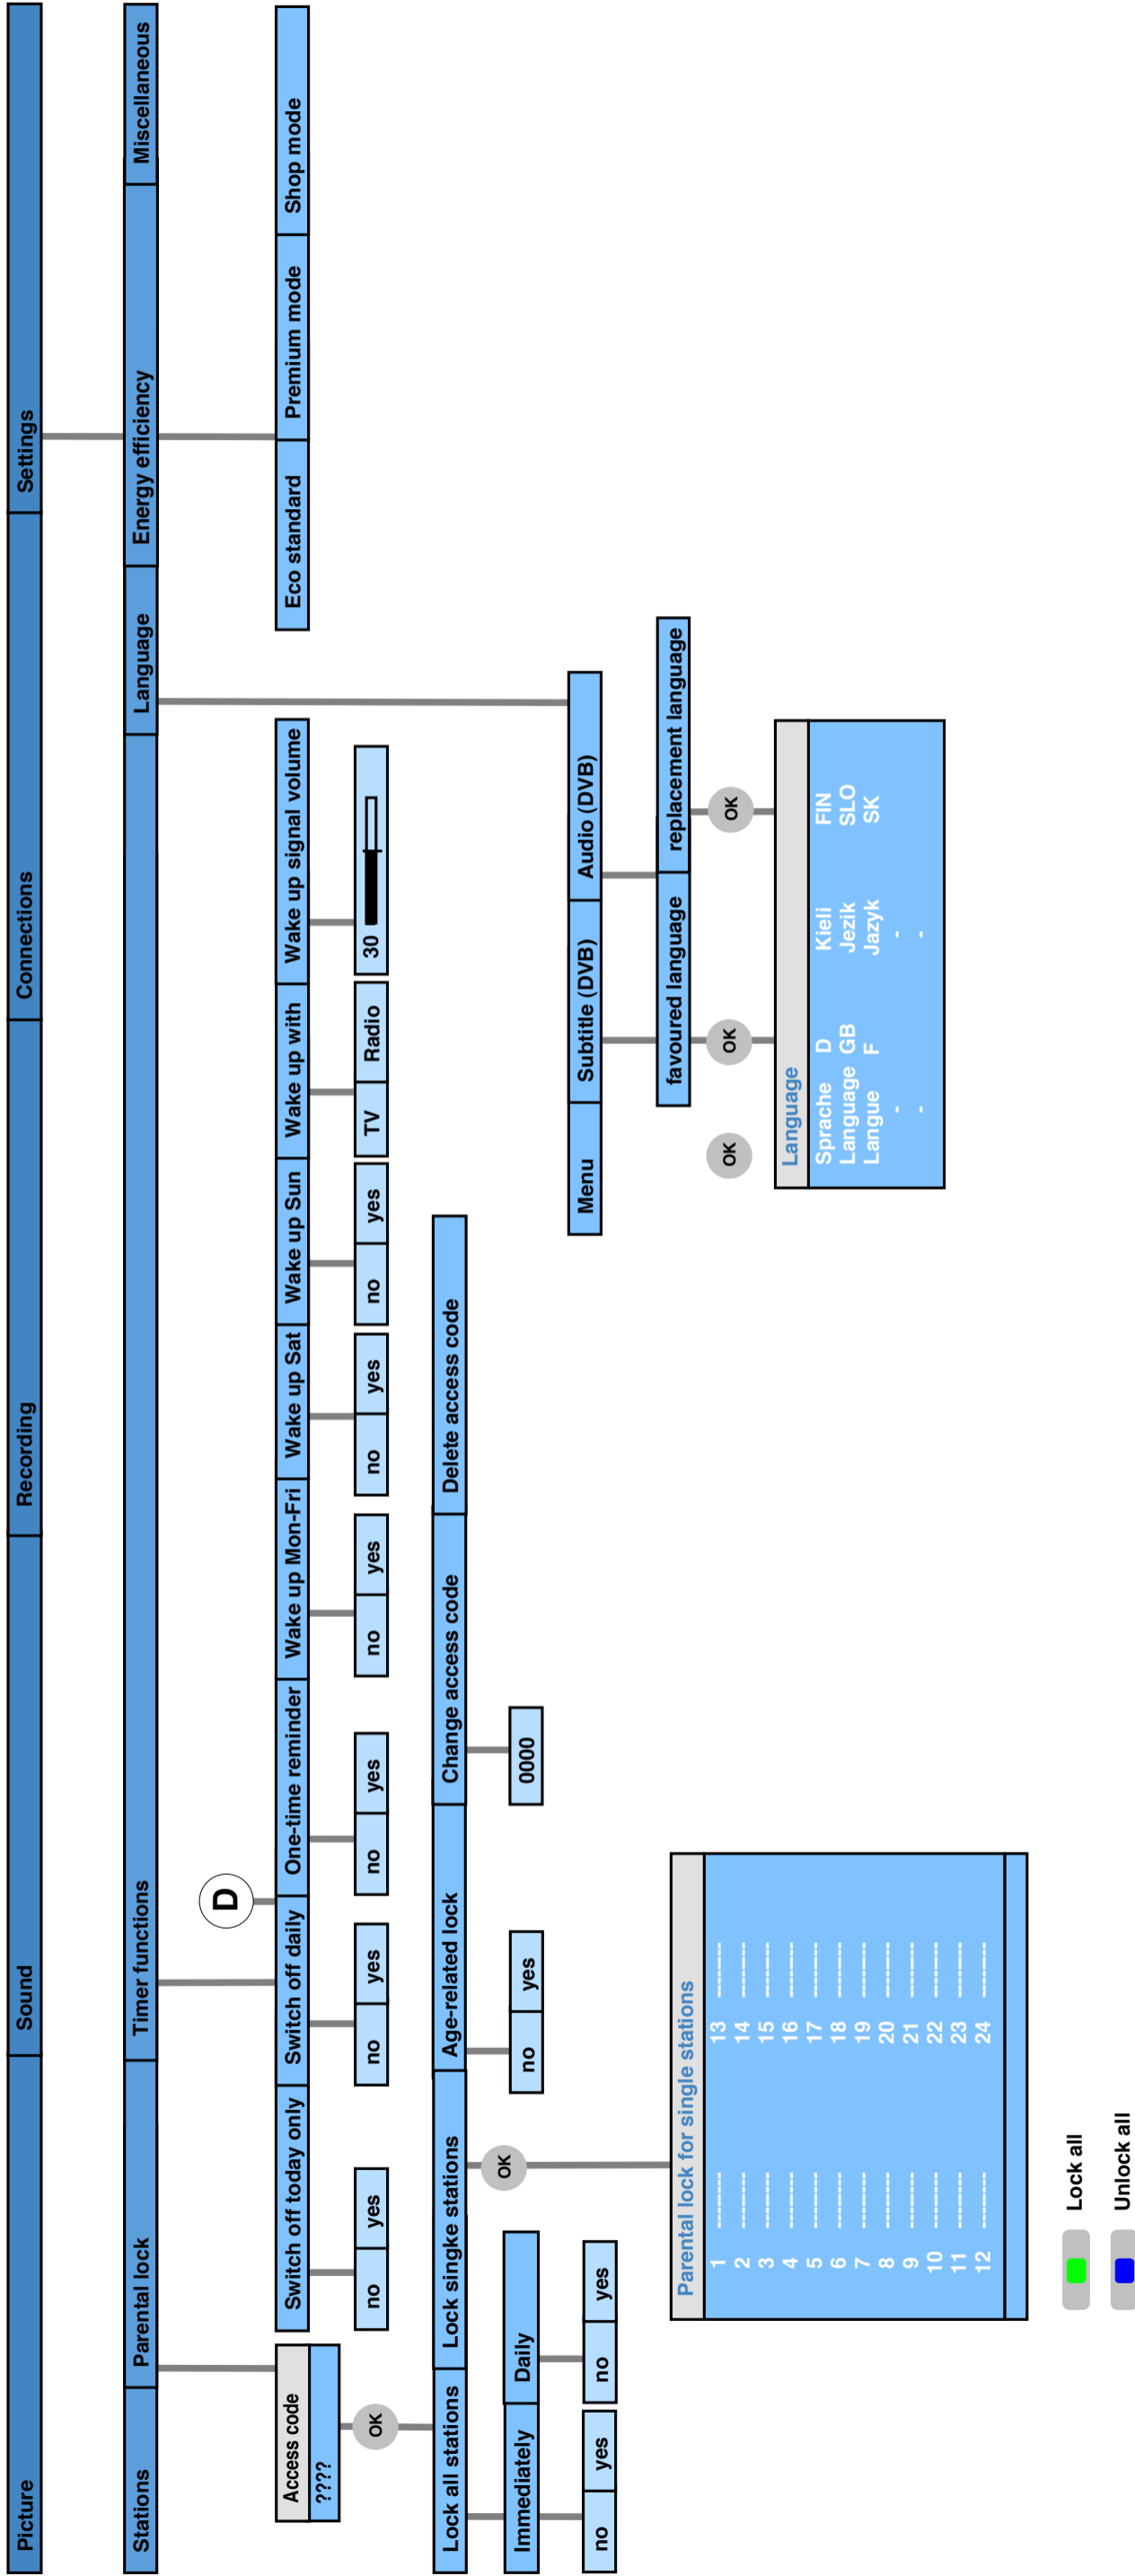 Picture Sound Recording Connections Settings
Stations Parental lock Timer functions Language Energy efficiency Miscellaneous
D
Access code
????
Switch off today only Switch off daily One-time reminder Wake up Mon-Fri Wake up Sat Wake up Sun Wake up with Wake up signal volume
Eco standard Premium mode Shop mode
no yes no yes no yes no yes no yes no yes TV Radio 30
OK
Lock all stations Lock singke stations Age-related lock Change access code Delete access code
OK
Immediately Daily
no yes
0000
no yes no yes
Menu Subtitle (DVB) Audio (DVB)
favoured language replacement language
OK OK OK
Language
Sprache D Kieli FIN
Language GB Jezik SLO
Langue F Jazyk SK
- -
- -
Parental lock for single stations
1 -------- 13 --------
2 -------- 14 --------
3 -------- 15 --------
4 -------- 16 --------
5 -------- 17 --------
6 -------- 18 --------
7 -------- 19 --------
8 -------- 20 --------
9 -------- 21 --------
10 -------- 22 --------
11 -------- 23 --------
12 -------- 24 --------
Lock all
Unlock all